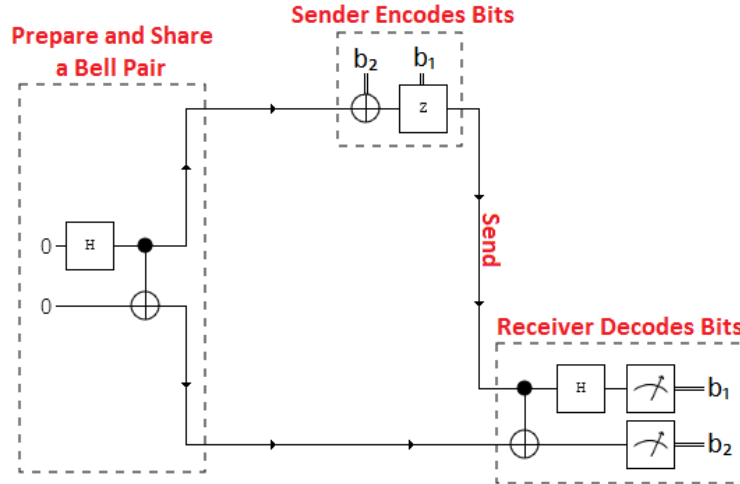 Sender Encodes Bits
Prepare and Share
a Bell Pair
b₂ b₁
Z
0 H
0
Send
Receiver Decodes Bits
H b₁
b₂